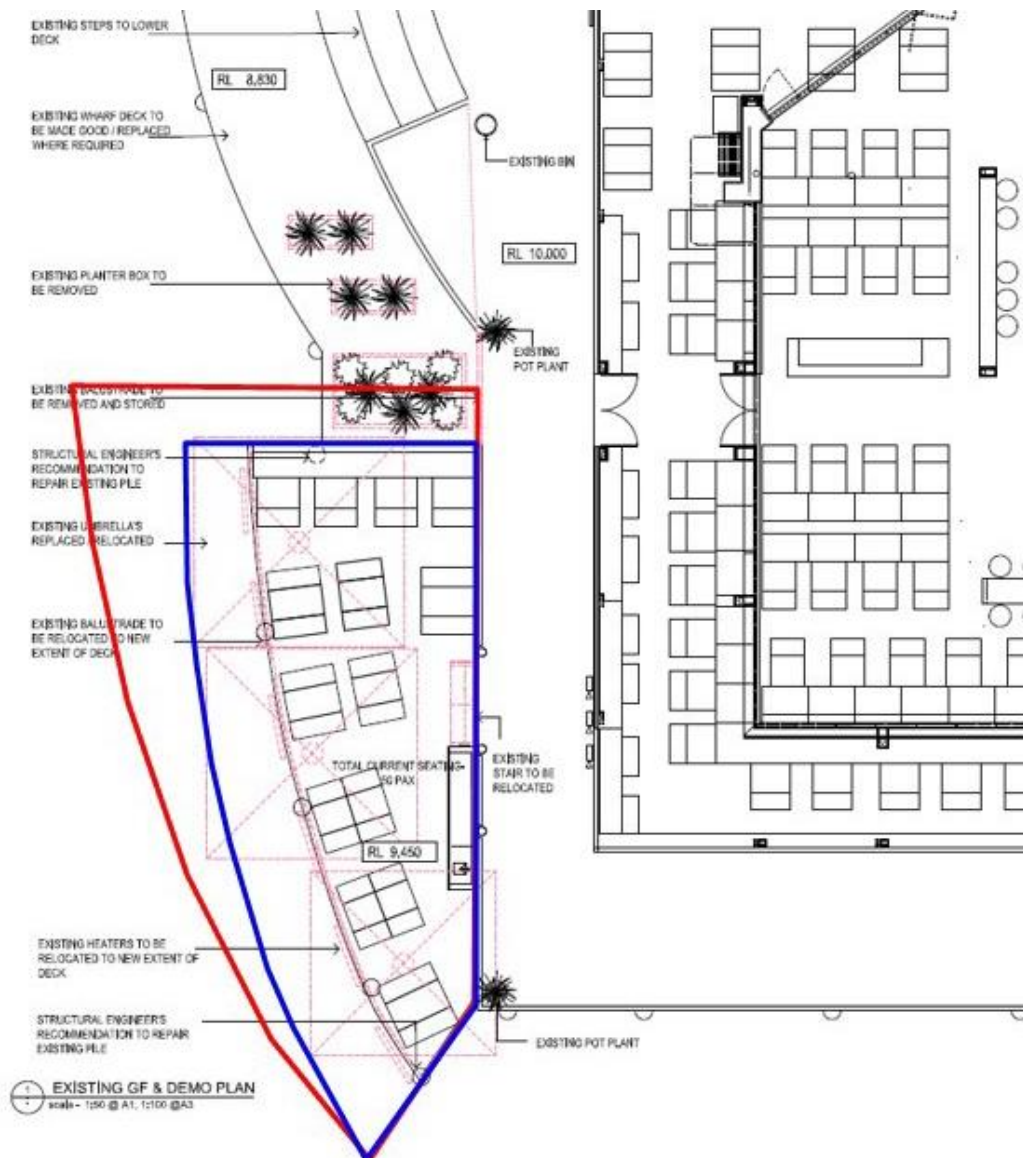 EXISTING STEPS TO LOWER
DECK
RL 8,830
EXISTING WHARF DECK TO
BE MADE GOOD / REPLACED
WHERE REQUIRED
EXISTING BIN
RL 10,000
EXISTING PLANTER BOX TO
BE REMOVED
EXISTING
POT PLANT
EXISTING BALUSTRADE TO
BE REMOVED AND STORED
STRUCTURAL ENGINEER'S
RECOMMENDATION TO
REPAIR EXISTING PILE
EXISTING UMBRELLA'S
REPLACED / RELOCATED
EXISTING BALUSTRADE TO
BE RELOCATED TO NEW
EXTENT OF DECK
TOTAL CURRENT SEATING-
50 PAX
EXISTING
STAIR TO BE
RELOCATED
RL 9,450
EXISTING HEATERS TO BE
RELOCATED TO NEW EXTENT OF
DECK
STRUCTURAL ENGINEER'S
RECOMMENDATION TO REPAIR
EXISTING PILE
EXISTING POT PLANT
EXISTING GF & DEMO PLAN
scale - 1:50 @ A1, 1:100 @A3